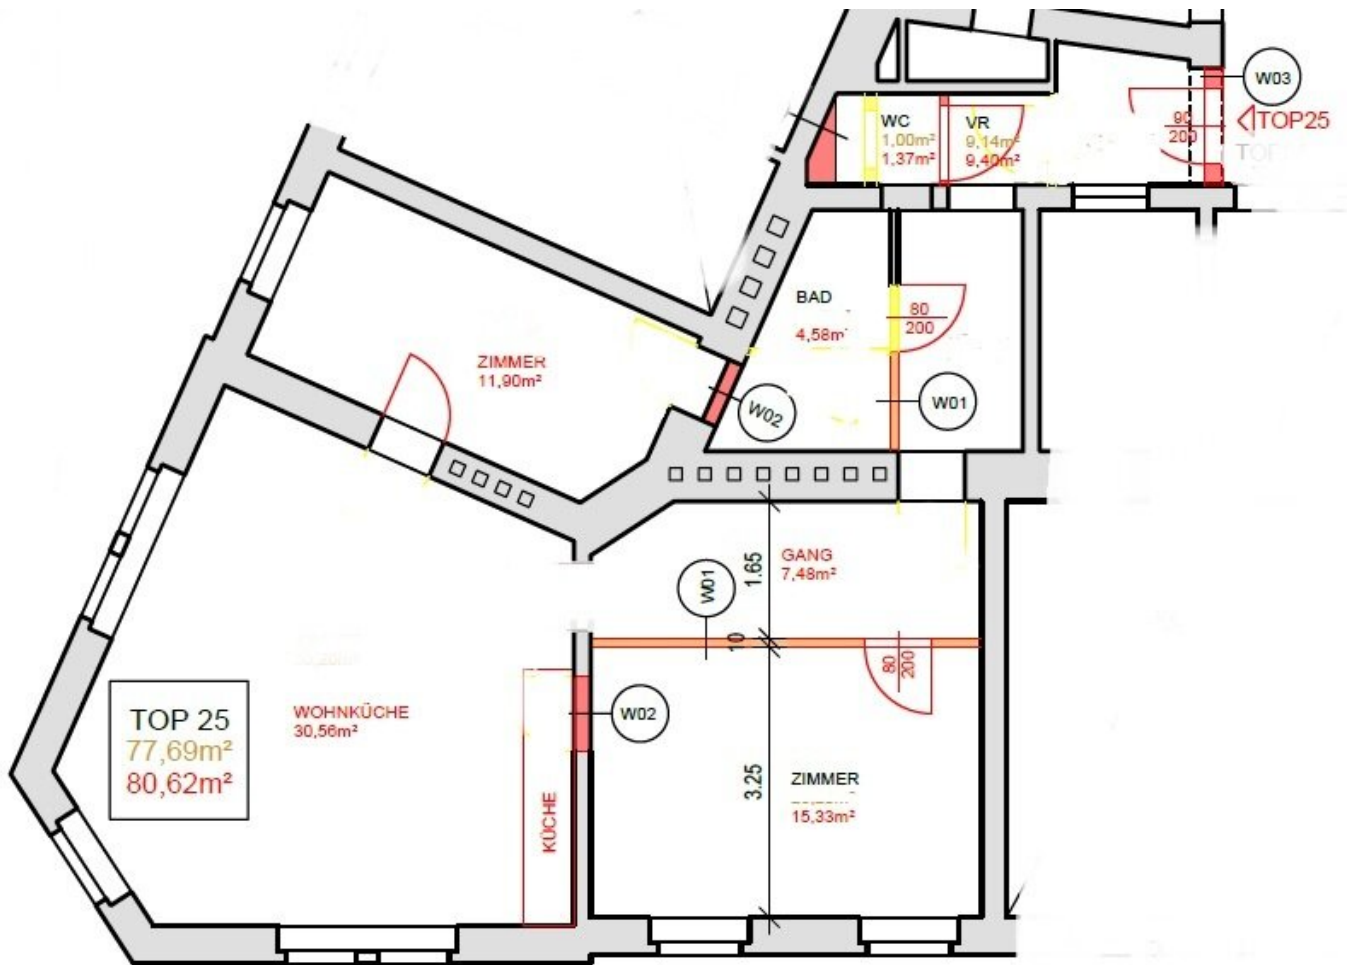 W03
WC
1,00m²
1,37m²
VR
9,14m²
9,40m²
90
200
TOP25
BAD
4,58m²
80
200
ZIMMER
11,90m²
W02
W01
GANG
7,48m²
1.65
W01
10
80
200
WOHNKÜCHE
30,56m²
TOP 25
77,69m²
80,62m²
W02
KÜCHE
3.25
ZIMMER
15,33m²